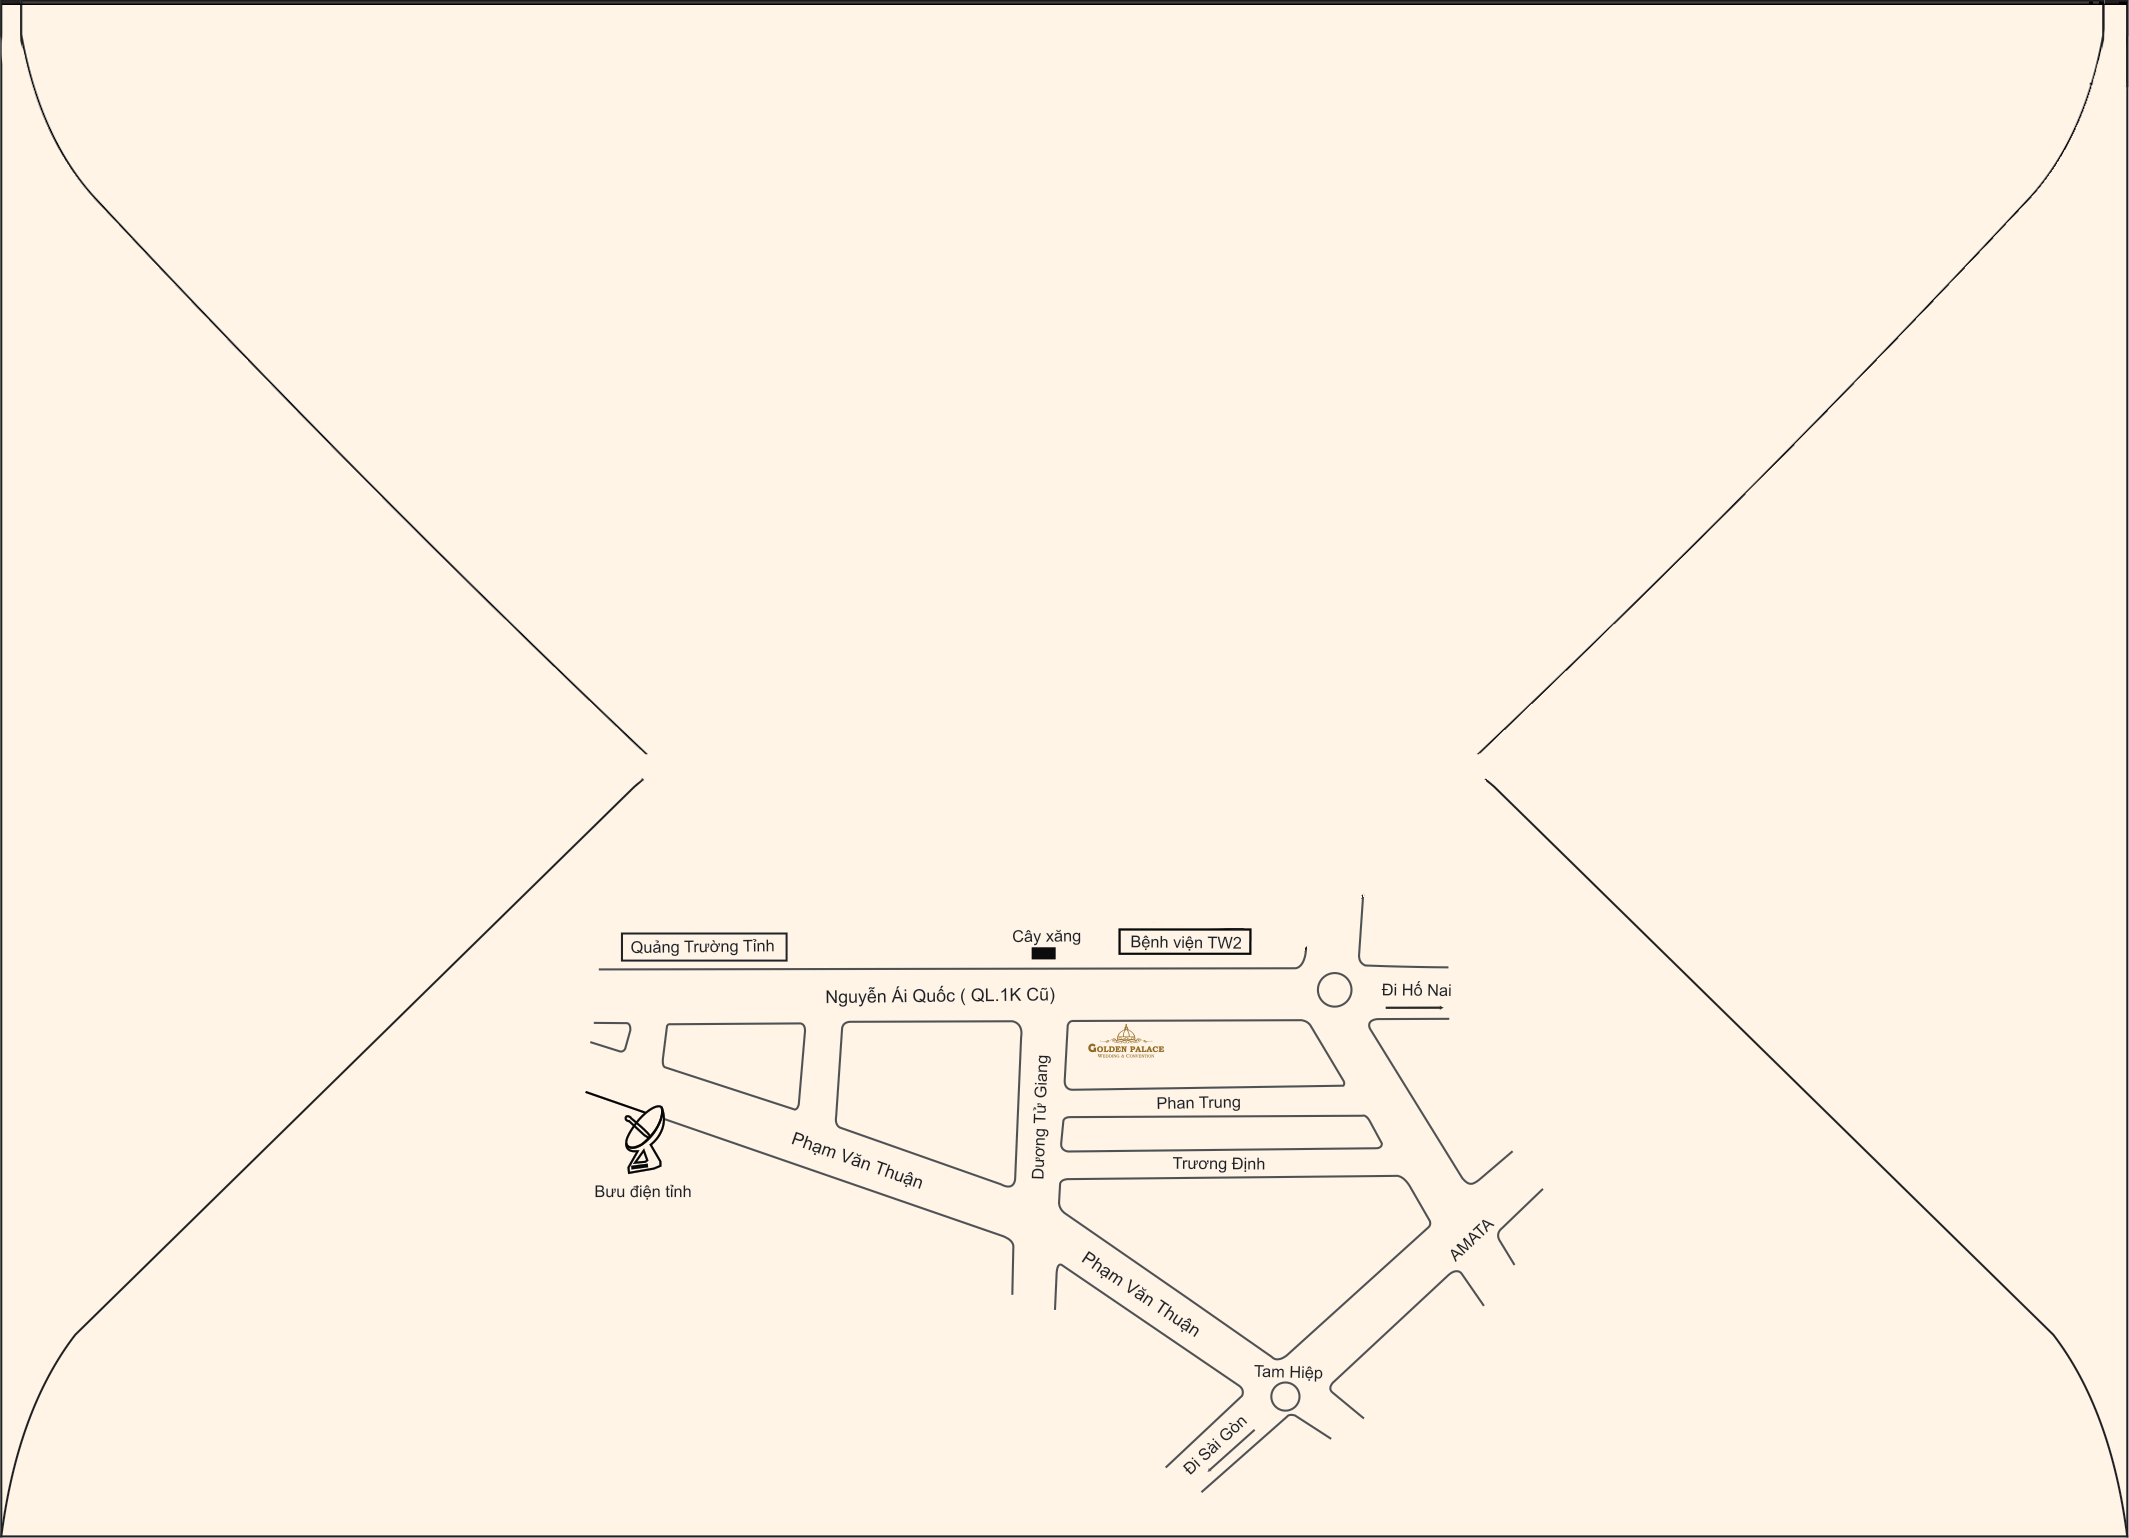 Cây xăng
Quảng Trường Tỉnh
Bệnh viện TW2
Nguyễn Ái Quốc ( QL.1K Cũ)
Đi Hố Nai
GOLDEN PALACE
WEDDING & CONVENTION
Dương Tử Giang
Phan Trung
Phạm Văn Thuận
Trương Định
Bưu điện tỉnh
AMATA
Phạm Văn Thuận
Tam Hiệp
Đi Sài Gòn